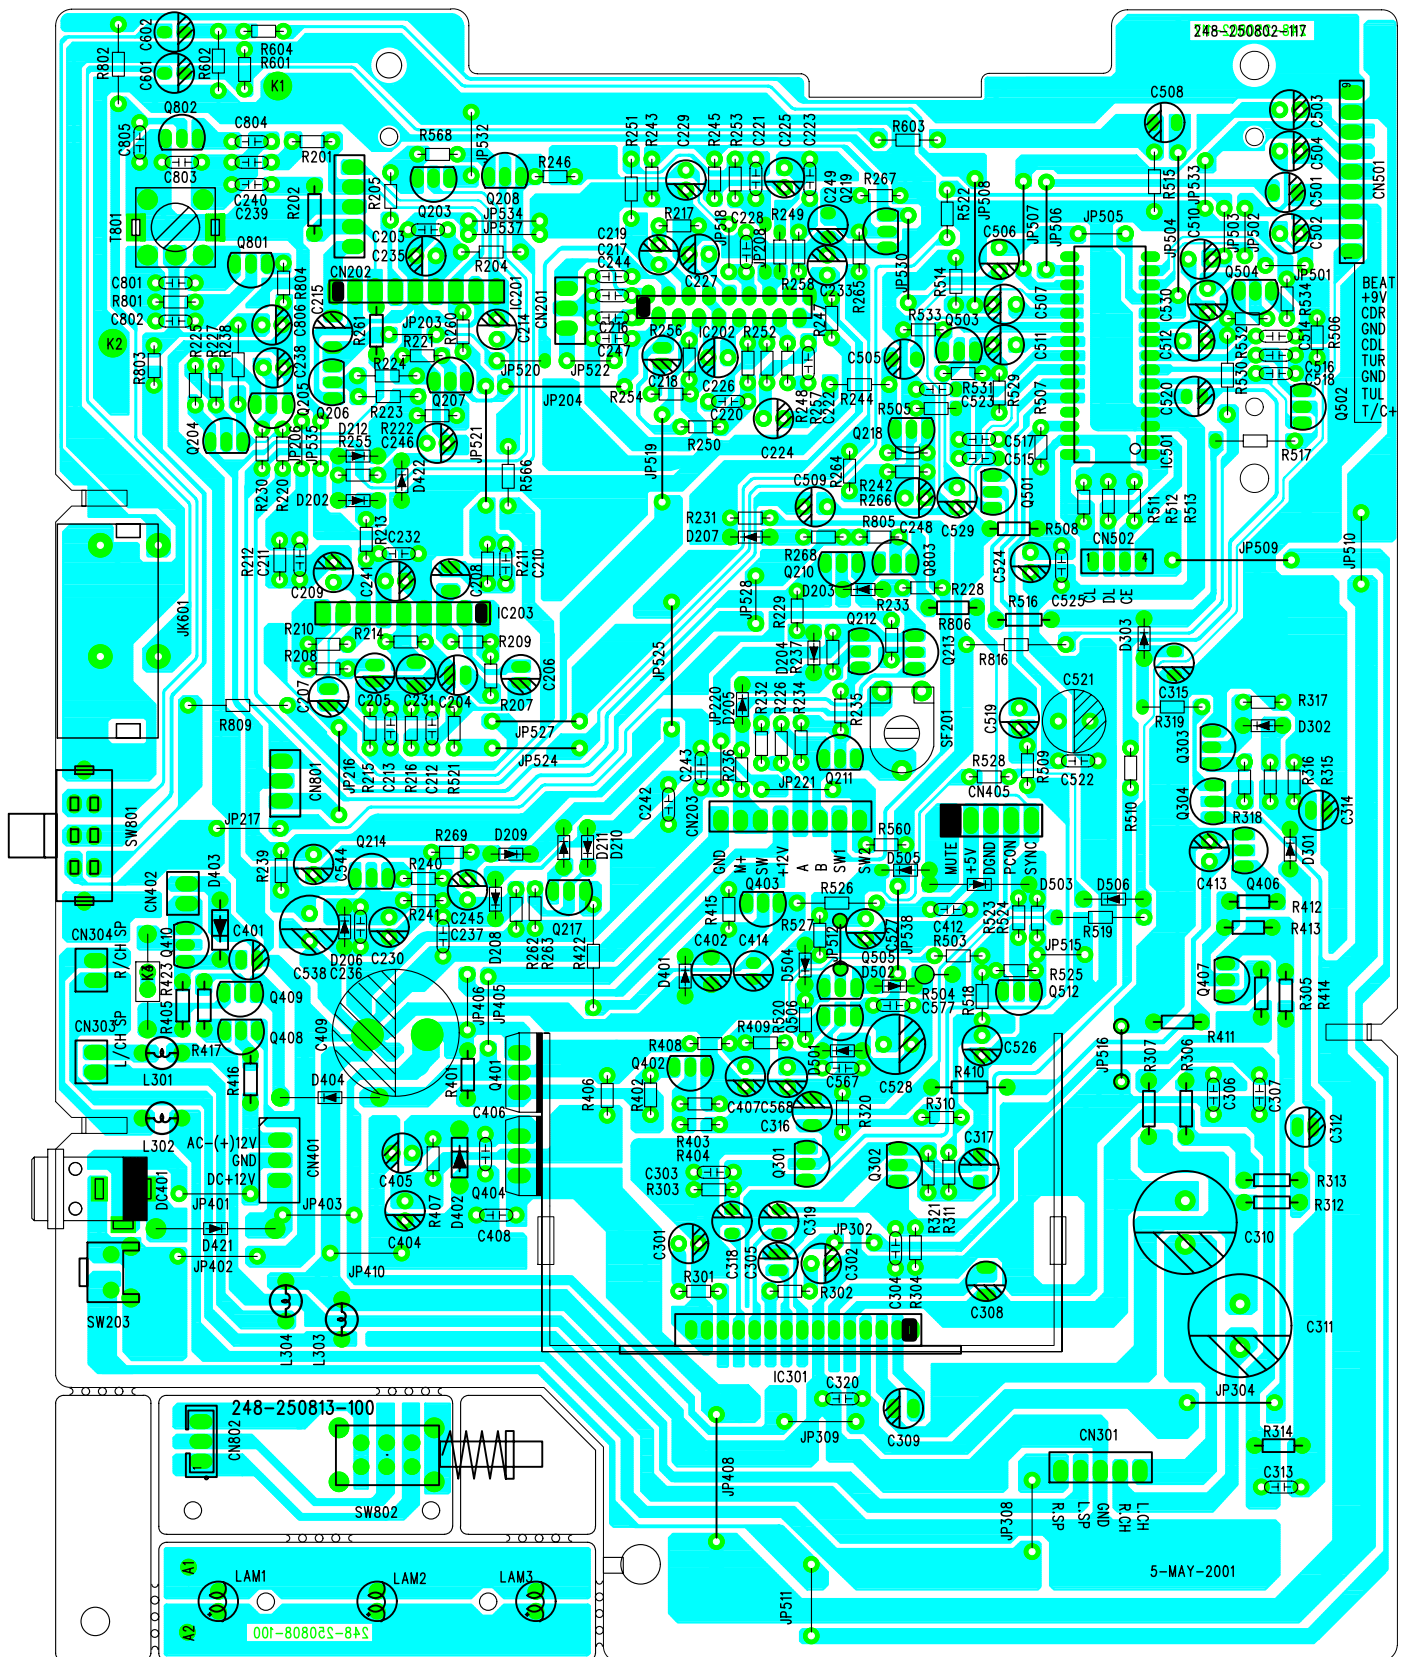 248-250802-117
C602
C601
R802
R602
R604
R601
K1
Q802
C804
C805
C803
R201
C240
C239
R202
R205
T801
Q801
C801
R801
C802
K2
R804
CN202
C215
R568
JP532
Q203
Q208
R246
JP534
JP537
C203
C235
R204
IC201
C214
CN201
R251
R243
C229
R245
R253
C221
C225
C223
R603
R217
JP518
C228
JP208
R249
C249
Q219
R267
C219
C217
C244
C227
R258
C233
R265
JP530
R522
JP508
C508
R515
JP533
C503
C504
C501
C502
CN501
9
1
JP507
JP506
JP505
JP504
C510
JP503
JP502
C506
R514
Q504
JP501
R534
C530
C507
BEAT
+9V
CDR
GND
CDL
TUR
GND
TUL
T/C+
R803
R225
R227
R238
C806
C238
R261
JP203
R260
R221
R224
R223
R222
Q205
Q206
Q207
Q204
D212
R255
C246
JP206
JP535
R230
R220
D202
D422
JP520
JP522
JP204
JP521
R566
C216
C247
R256
IC202
R252
R247
C218
R254
C226
C220
R250
JP519
R248
R257
C222
C224
R244
C505
R533
Q503
C511
R531
C523
R529
R507
R505
Q218
C517
C515
R264
R242
R266
C509
C248
C529
Q501
IC501
C512
C520
R532
R530
C514
C516
C518
R506
Q502
R517
R511
R512
R513
R508
CN502
1
4
CL
DL
CE
JP509
JP510
R231
D207
R268
R805
Q210
Q803
D203
R233
R228
R806
C524
C525
R516
R816
D303
R212
C211
R213
C232
C209
C241
C208
R211
C210
IC203
JK601
R210
R208
R214
R209
C207
C205
C231
C204
R207
C206
R809
JP216
R215
C213
R216
C212
R521
JP527
JP524
JP525
JP528
R229
D204
R237
Q212
Q213
JP220
D205
R232
R226
R234
R235
SF201
Q211
C243
R236
C242
CN203
JP221
C519
C521
R509
C522
R528
CN405
R510
C315
R319
R317
D302
Q303
Q304
R316
R315
R318
C314
D301
C413
Q406
SW801
CN801
JP217
GND
M+
SW
+12V
A
B
SW1
SW2
R560
D505
MUTE
+5V
DGND
PCON
SYNC
D503
D506
R519
R412
R413
R239
C544
Q214
R269
D209
D211
D210
R240
R241
C245
C237
D208
R262
R263
Q217
R422
D403
CN402
Q410
C401
C538
D206
C236
C230
CN304
R/CH SP
K4
R423
R405
CN303
L/CH SP
R417
Q409
Q408
R416
C409
JP406
JP405
D401
C402
C414
R415
Q403
R526
R527
D504
JP512
C527
JP538
C412
R503
Q505
D502
R523
R524
JP515
R525
Q512
R504
C577
R518
R520
Q506
Q407
R305
R414
R411
JP516
R307
R306
L301
L302
D404
R401
Q401
C406
R406
R402
R408
Q402
R409
C407
C568
C316
D501
C567
C528
C526
R410
R320
R310
R403
R404
C303
R303
Q301
Q302
C317
R321
R311
C306
C307
C312
R313
R312
C310
C311
AC-(+)12V
GND
DC+12V
CN401
C405
R407
D402
Q404
C408
C404
DC401
JP401
JP403
D421
JP402
JP410
SW203
L304
L303
C301
C318
C319
C305
C302
JP302
C304
R304
R301
R302
C308
IC301
C320
JP309
C309
JP304
R314
C313
CN301
R.SP
L.SP
GND
R.CH
L.CH
JP308
JP408
JP511
5-MAY-2001
248-250813-100
CN802
1
SW802
A1
A2
LAM1
LAM2
LAM3
248-250808-100